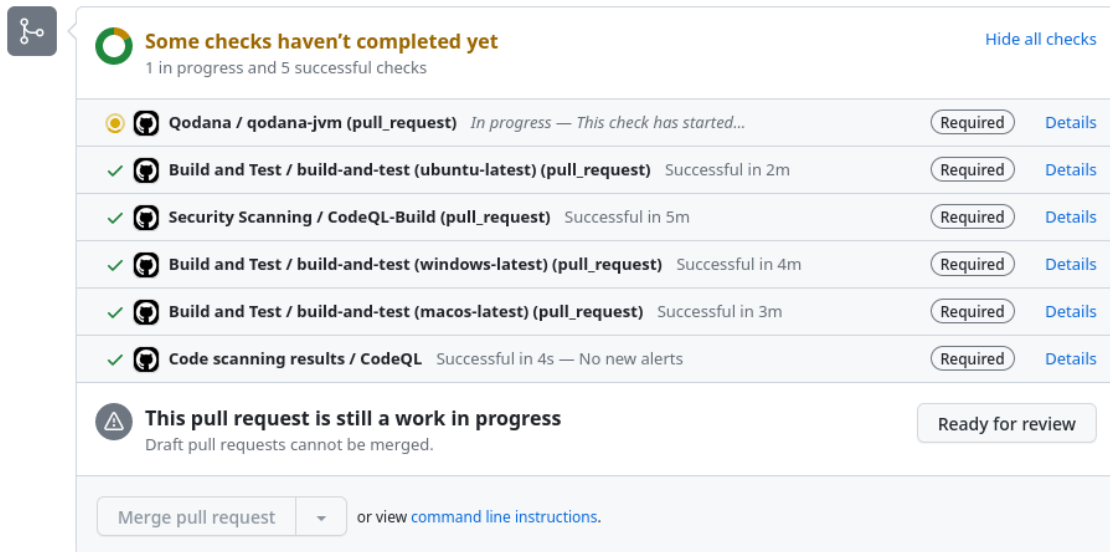 Some checks haven’t completed yet
Hide all checks
1 in progress and 5 successful checks
Qodana / qodana-jvm (pull_request) In progress — This check has started... Required Details
Build and Test / build-and-test (ubuntu-latest) (pull_request) Successful in 2m Required Details
Security Scanning / CodeQL-Build (pull_request) Successful in 5m Required Details
Build and Test / build-and-test (windows-latest) (pull_request) Successful in 4m Required Details
Build and Test / build-and-test (macos-latest) (pull_request) Successful in 3m Required Details
Code scanning results / CodeQL Successful in 4s — No new alerts Required Details
This pull request is still a work in progress
Draft pull requests cannot be merged.
Ready for review
Merge pull request or view command line instructions.